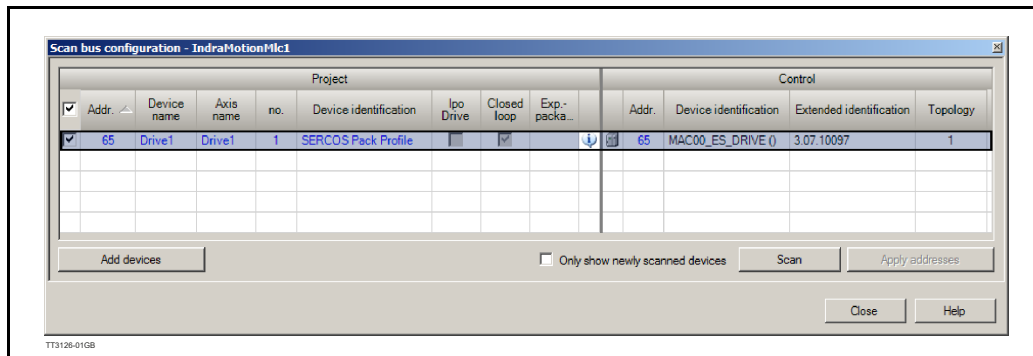 Scan bus configuration - IndraMotionMlc1
Project Control
Addr. Device name Axis name no. Device identification Ipo Drive Closed loop Exp.-packa... Addr. Device identification Extended identification Topology
65 Drive1 Drive1 1 SERCOS Pack Profile 65 MAC00_ES_DRIVE () 3.07.10097 1
Add devices Only show newly scanned devices Scan Apply addresses
Close Help
TT3126-01GB